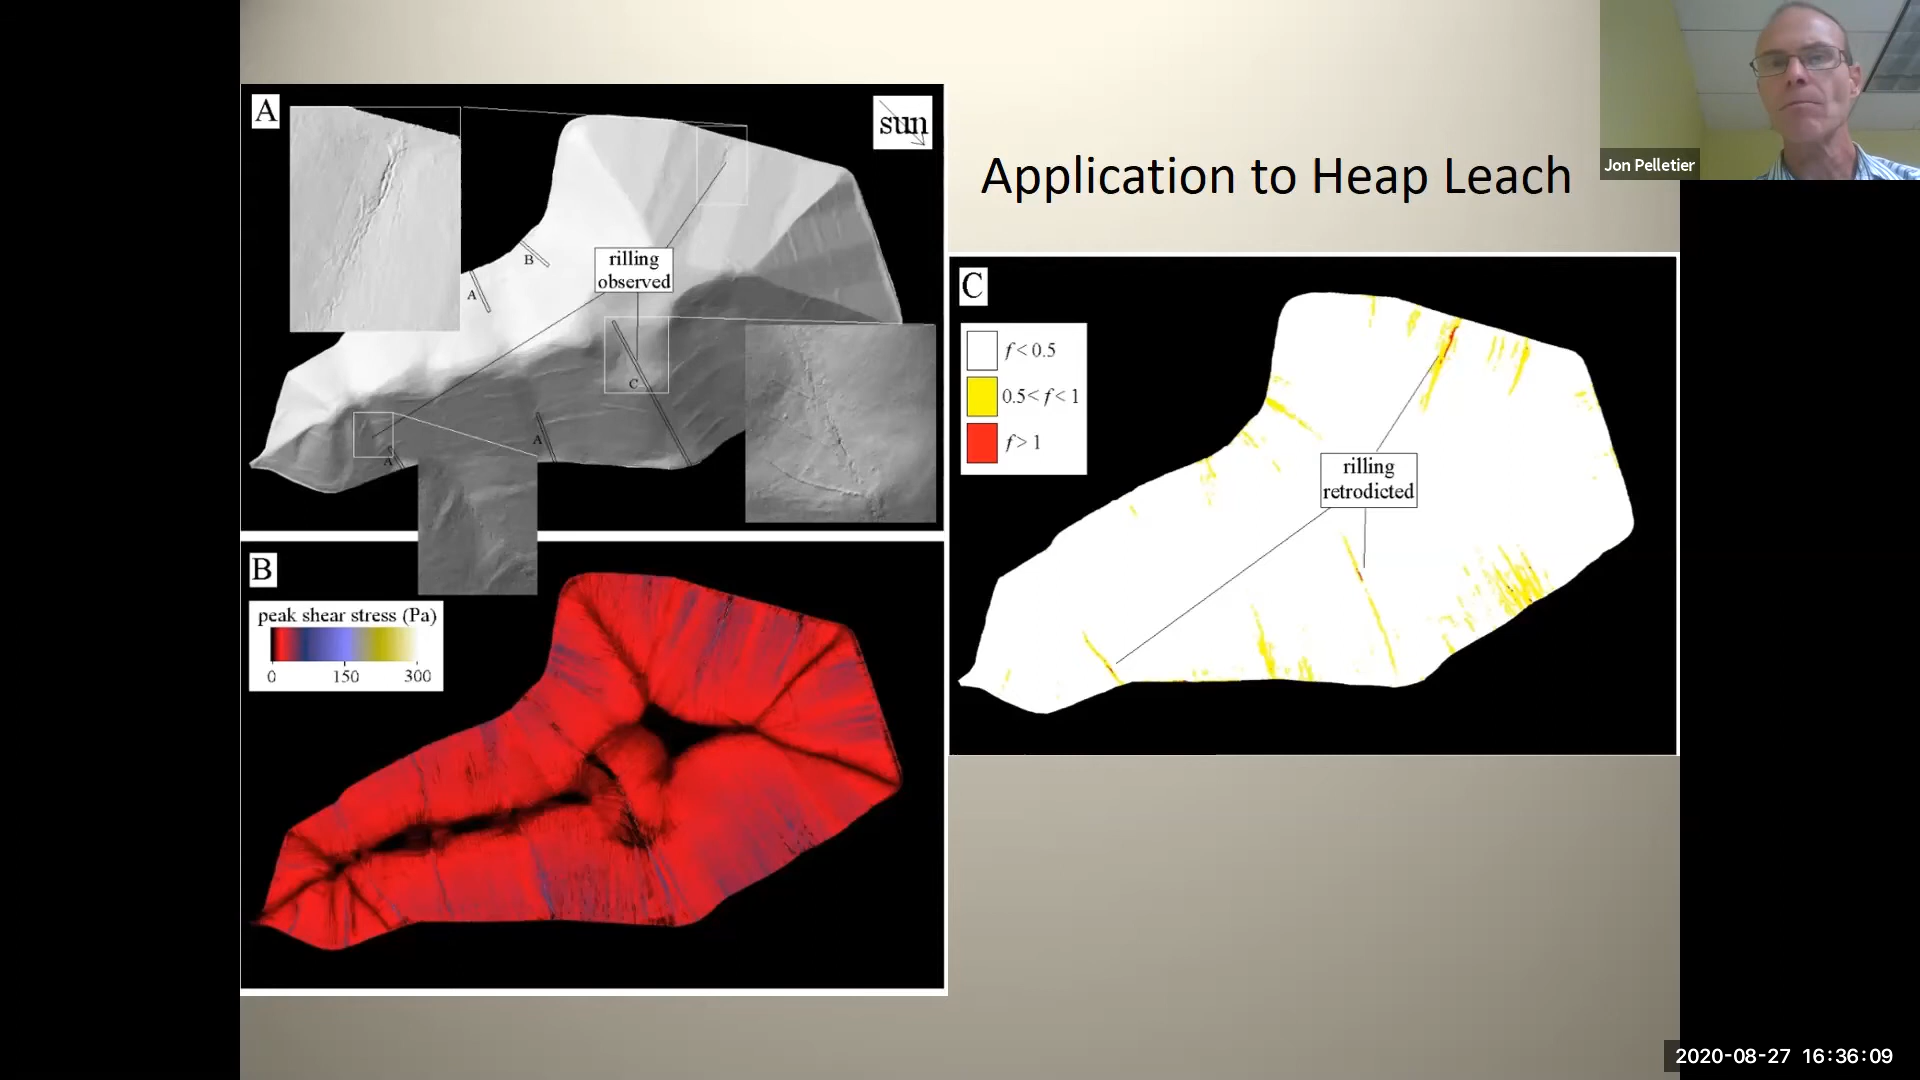 Application to Heap Leach
Jon Pelletier
A
sun
B
A
rilling
observed
C
A
A
B
peak shear stress (Pa)
0 150 300
C
f < 0.5
0.5 < f < 1
f > 1
rilling
retrodicted
2020-08-27 16:36:09